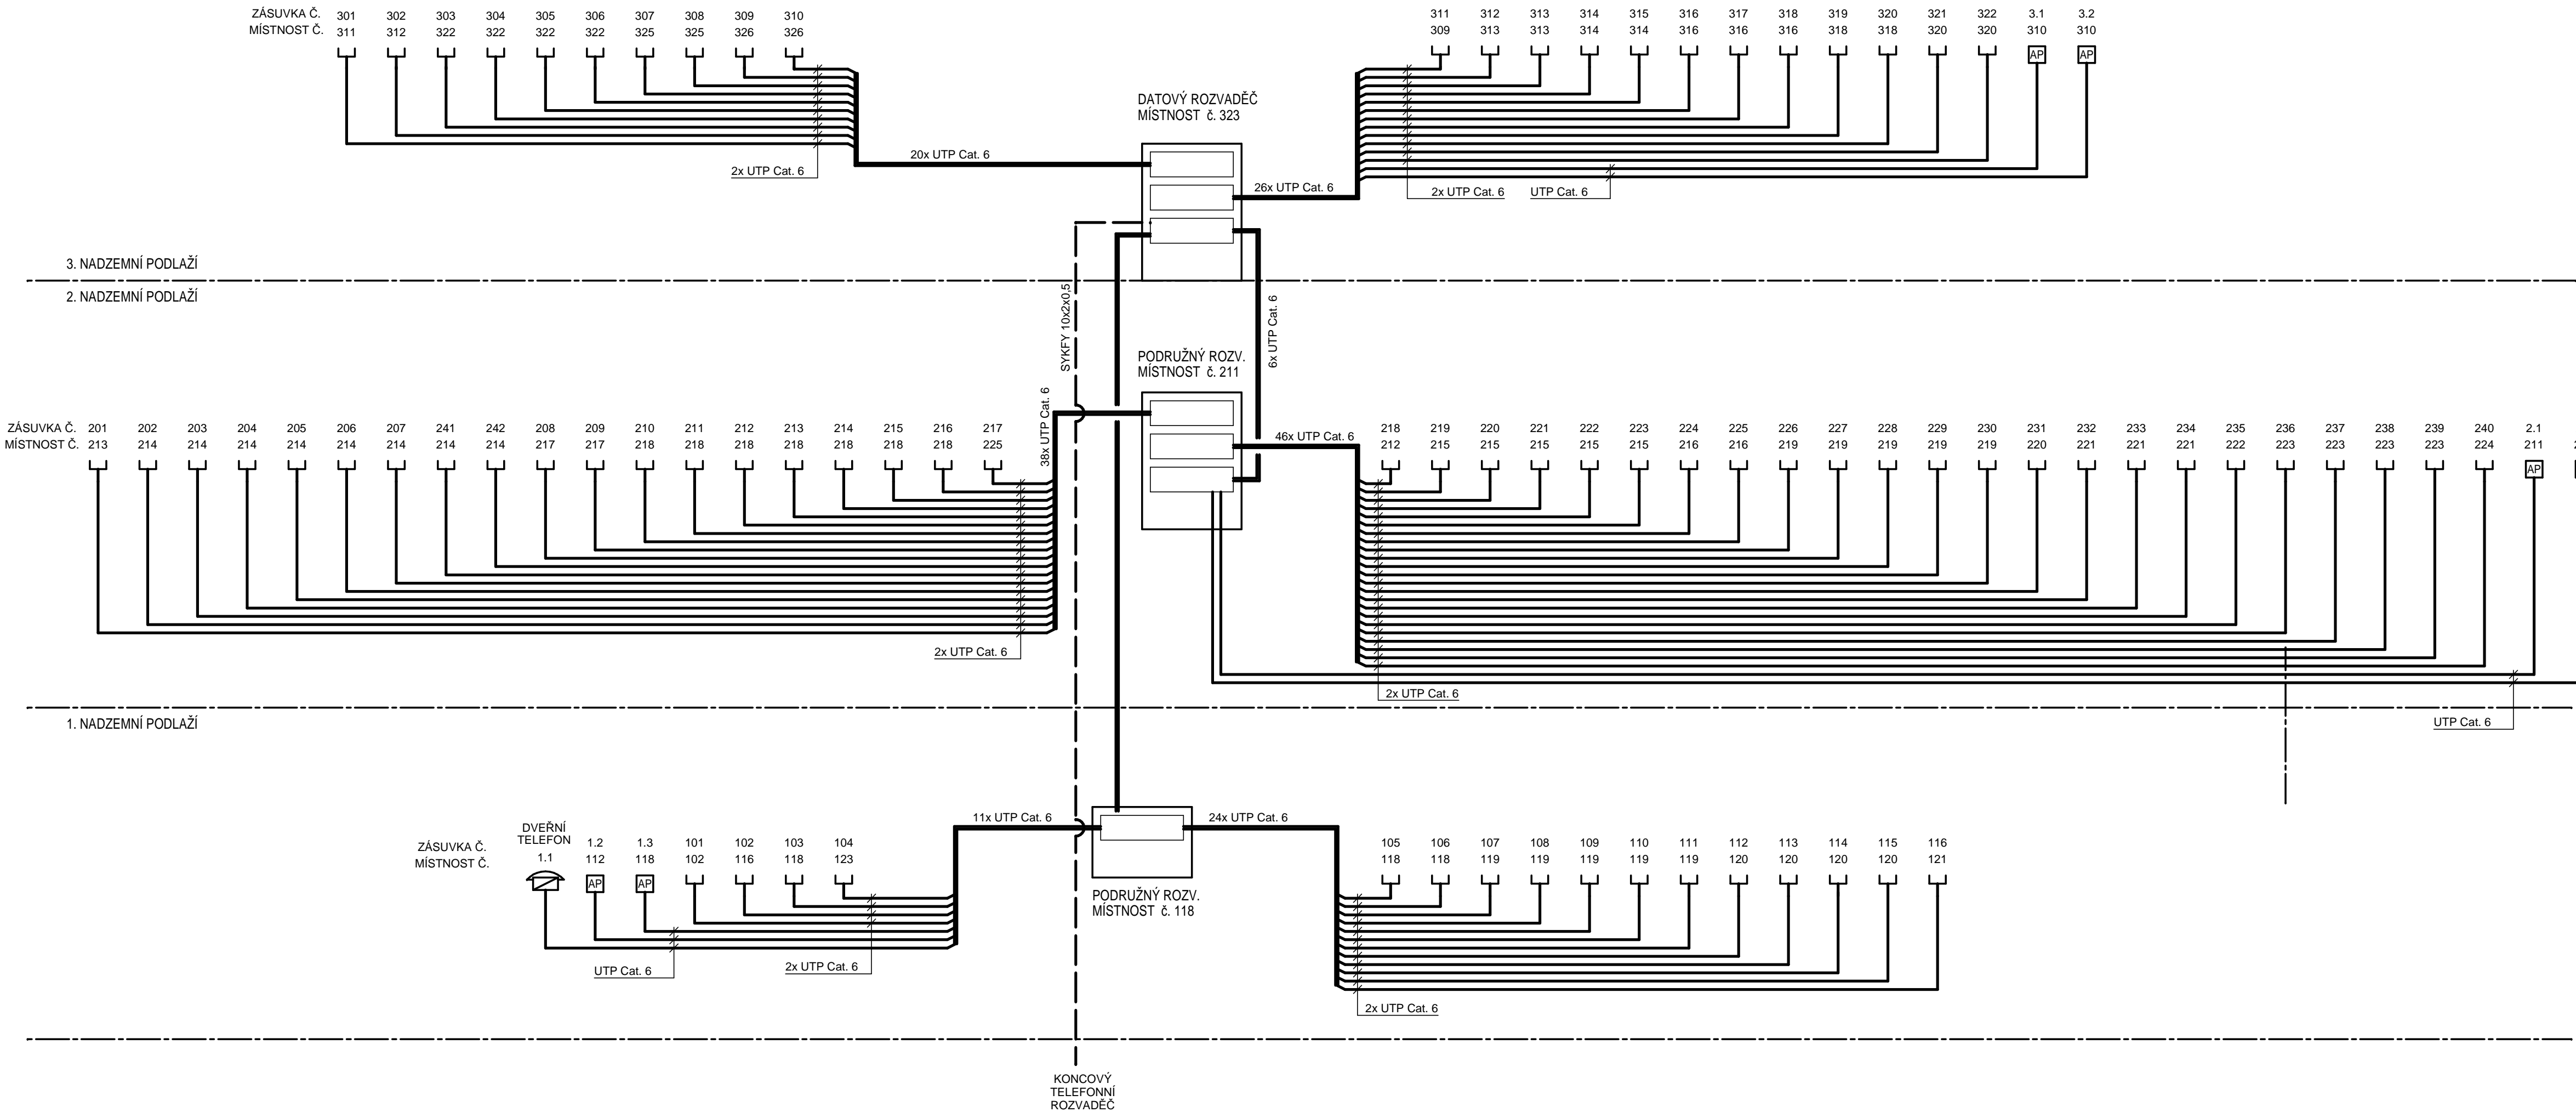 ZÁSUVKA Č. 301 302 303 304 305 306 307 308 309 310
MÍSTNOST Č. 311 312 322 322 322 322 325 325 326 326
311 312 313 314 315 316 317 318 319 320 321 322 3.1 3.2
309 313 313 314 314 316 316 316 318 318 320 320 310 310
AP AP
DATOVÝ ROZVADĚČ
MÍSTNOST č. 323
20x UTP Cat. 6
2x UTP Cat. 6
26x UTP Cat. 6
2x UTP Cat. 6
UTP Cat. 6
3. NADZEMNÍ PODLAŽÍ
2. NADZEMNÍ PODLAŽÍ
SYKFY 10x2x0,5
6x UTP Cat. 6
PODRUŽNÝ ROZV.
MÍSTNOST č. 211
38x UTP Cat. 6
46x UTP Cat. 6
ZÁSUVKA Č. 201 202 203 204 205 206 207 241 242 208 209 210 211 212 213 214 215 216 217
MÍSTNOST Č. 213 214 214 214 214 214 214 214 214 217 217 218 218 218 218 218 218 218 225
218 219 220 221 222 223 224 225 226 227 228 229 230 231 232 233 234 235 236 237 238 239 240 2.1
212 215 215 215 215 215 216 216 219 219 219 219 219 220 221 221 221 222 223 223 223 223 224 211
AP
2x UTP Cat. 6
2x UTP Cat. 6
UTP Cat. 6
1. NADZEMNÍ PODLAŽÍ
DVEŘNÍ
TELEFON
ZÁSUVKA Č. 1.1 1.2 1.3 101 102 103 104
MÍSTNOST Č. 112 118 102 116 118 123
AP AP
11x UTP Cat. 6
24x UTP Cat. 6
PODRUŽNÝ ROZV.
MÍSTNOST č. 118
105 106 107 108 109 110 111 112 113 114 115 116
118 118 119 119 119 119 119 120 120 120 120 121
UTP Cat. 6
2x UTP Cat. 6
2x UTP Cat. 6
KONCOVÝ
TELEFONNÍ
ROZVADĚČ